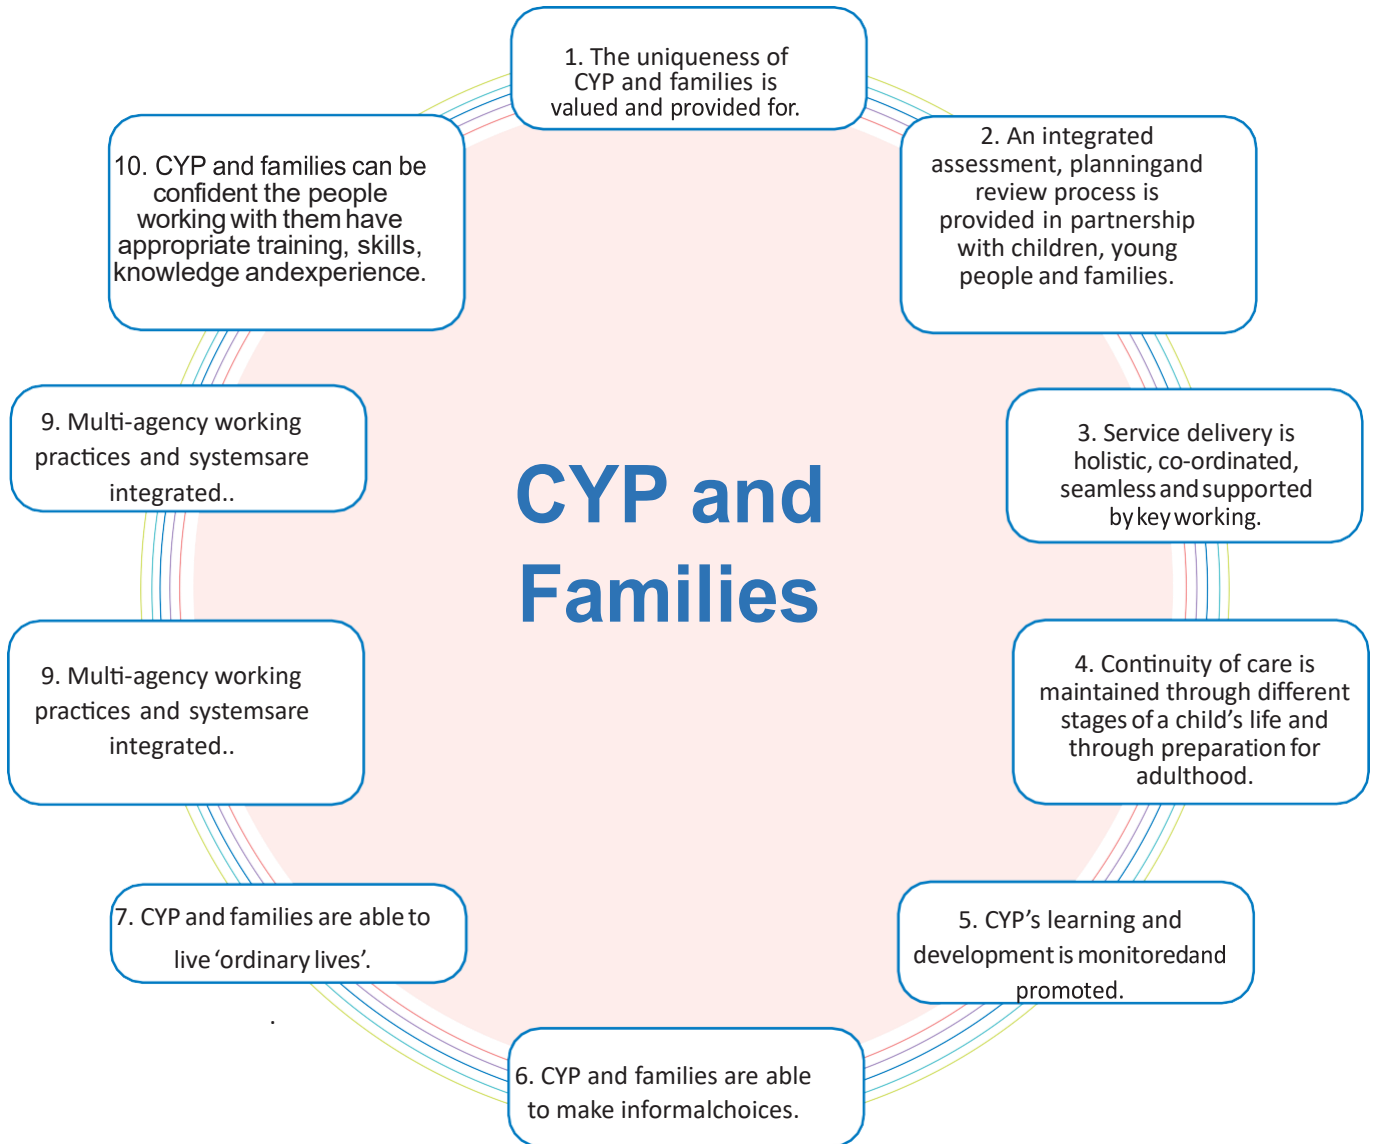 1. The uniqueness of
CYP and families is
valued and provided for.
2. An integrated
assessment, planningand
review process is
provided in partnership
with children, young
people and families.
3. Service delivery is
holistic, co-ordinated,
seamless and supported
by key working.
4. Continuity of care is
maintained through different
stages of a child’s life and
through preparation for
adulthood.
5. CYP’s learning and
development is monitoredand
promoted.
6. CYP and families are able
to make informalchoices.
7. CYP and families are able to
live ‘ordinary lives’.
.
9. Multi-agency working
practices and systemsare
integrated..
9. Multi-agency working
practices and systemsare
integrated..
10. CYP and families can be
confident the people
working with them have
appropriate training, skills,
knowledge andexperience.
CYP and
Families